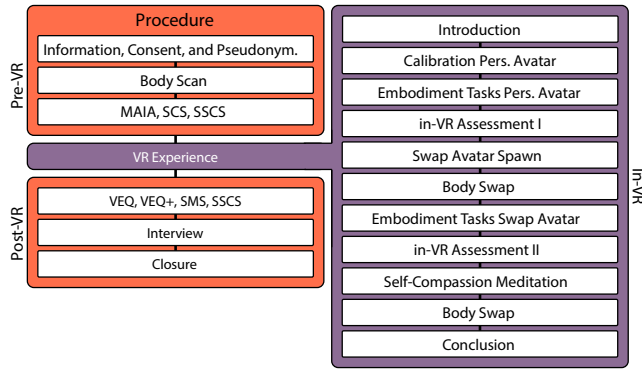 Procedure
Pre-VR
Information, Consent, and Pseudonym.
Body Scan
MAIA, SCS, SSCS
VR Experience
Post-VR
VEQ, VEQ+, SMS, SSCS
Interview
Closure
In-VR
Introduction
Calibration Pers. Avatar
Embodiment Tasks Pers. Avatar
in-VR Assessment I
Swap Avatar Spawn
Body Swap
Embodiment Tasks Swap Avatar
in-VR Assessment II
Self-Compassion Meditation
Body Swap
Conclusion